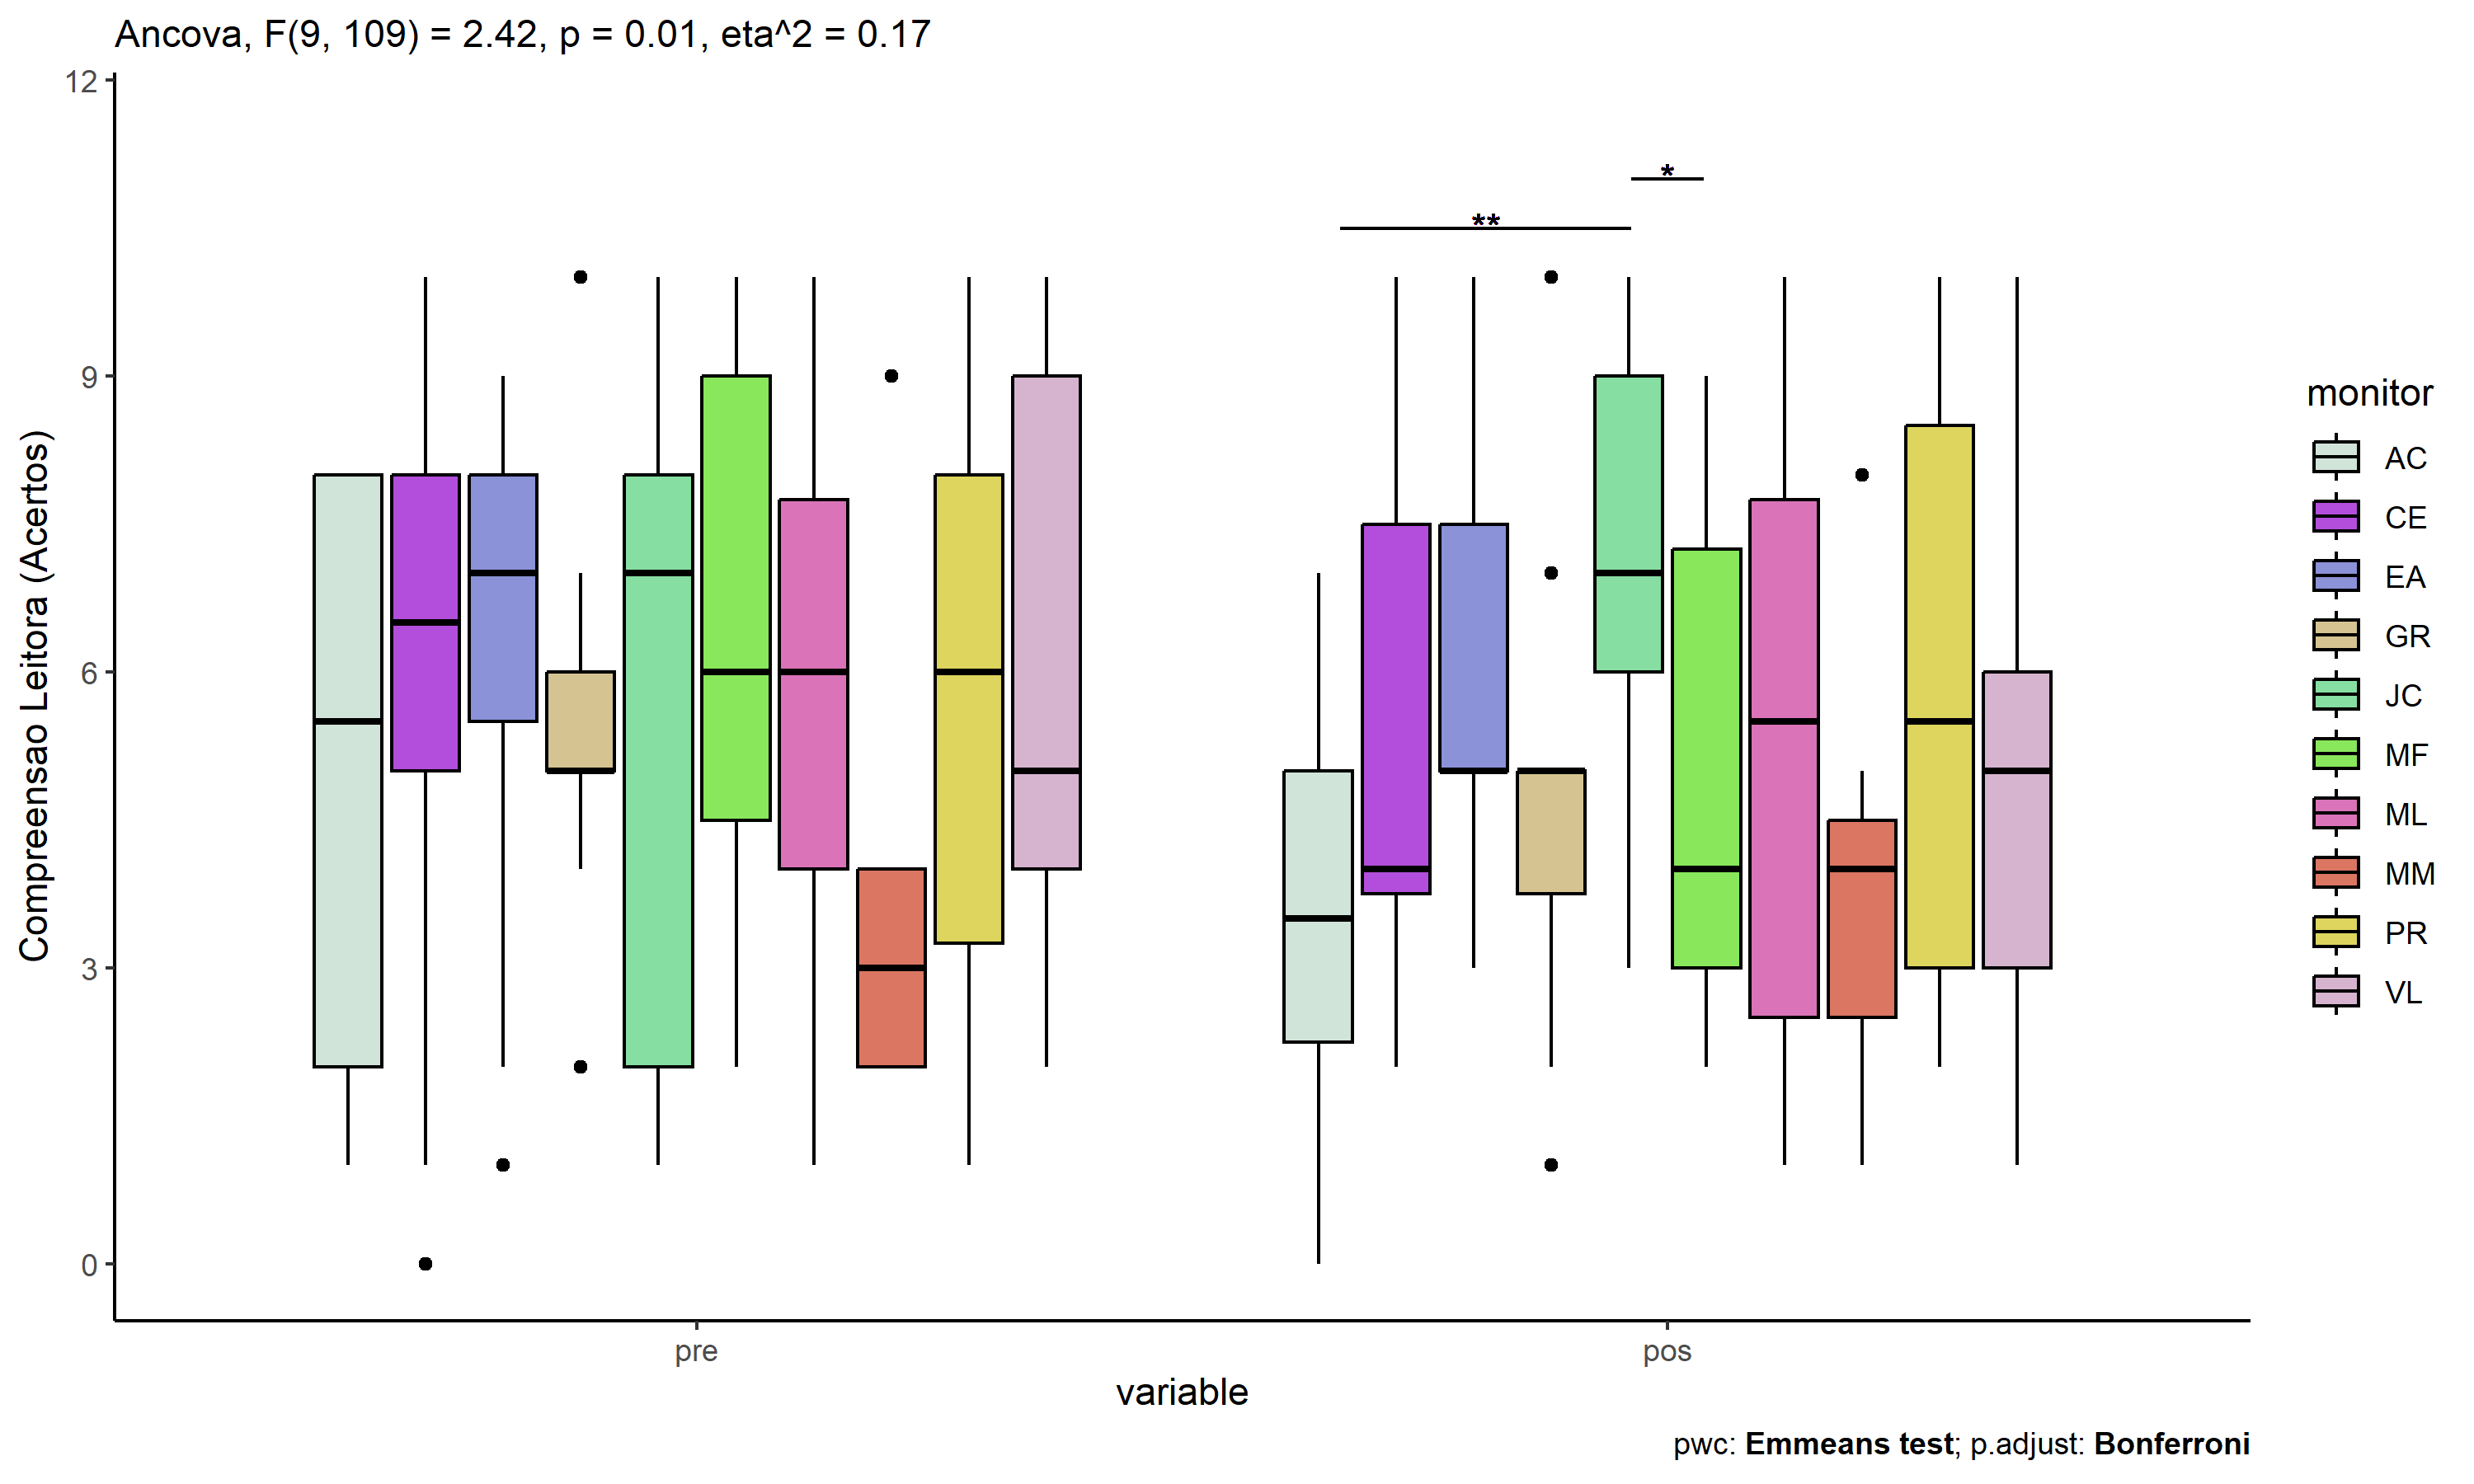 Ancova, F(9, 109) = 2.42, p = 0.01, eta^2 = 0.17
12
9
6
3
0
Compreensao Leitora (Acertos)
**
*
pre
pos
variable
monitor
AC
CE
EA
GR
JC
MF
ML
MM
PR
VL
pwc: Emmeans test; p.adjust: Bonferroni